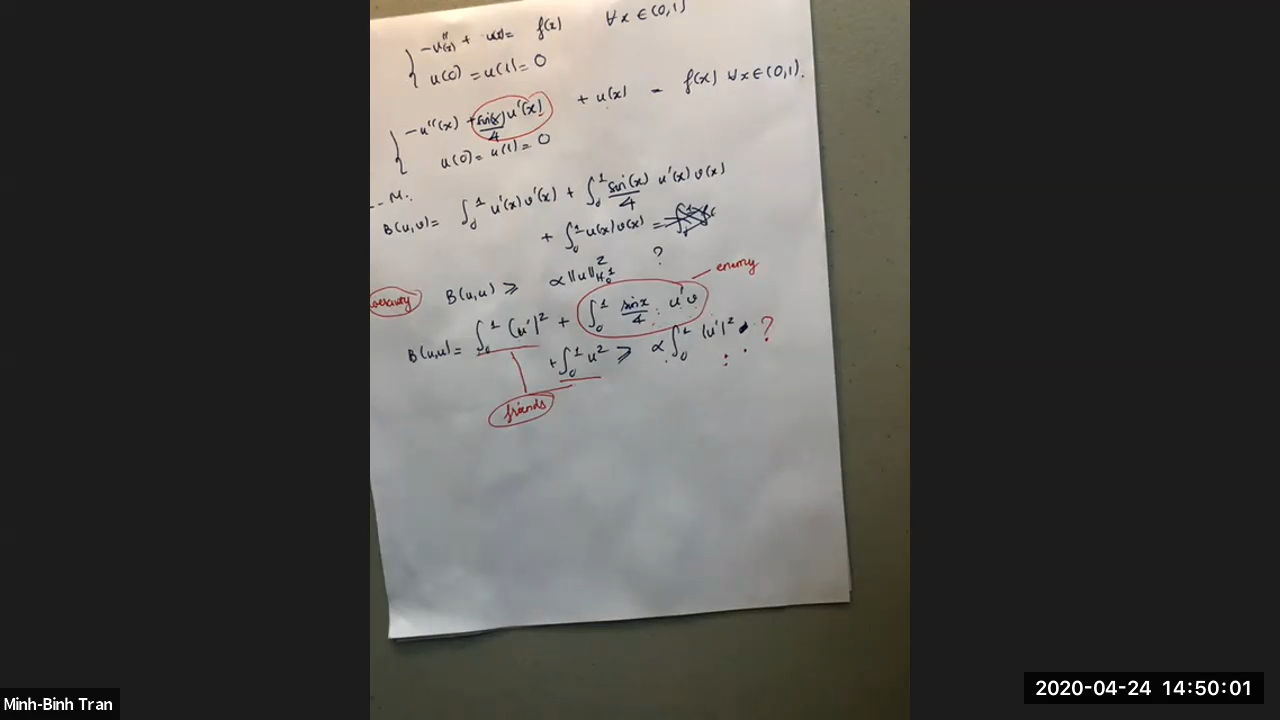 -u''(x) + u(x) = f(x) ∀x ∈ (0,1)
u(0) = u(1) = 0
-u''(x) + sin(x)/4 u'(x) + u(x) = f(x) ∀x ∈ (0,1).
u(0) = u(1) = 0
L.-M.
B(u,v) = ∫₀¹ u'(x) v'(x) + ∫₀¹ sin(x)/4 u'(x) v(x)
+ ∫₀¹ u(x) v(x) =
B(u,u) ≥ α ||u||²_{H₀¹} ?
enemy
B(u,u) = ∫₀¹ |u'|² + ∫₀¹ sinx/4 . u'u
+ ∫₀¹ u² ≥ α ∫₀¹ |u'|² ?
friends
Minh-Binh Tran
2020-04-24 14:50:01